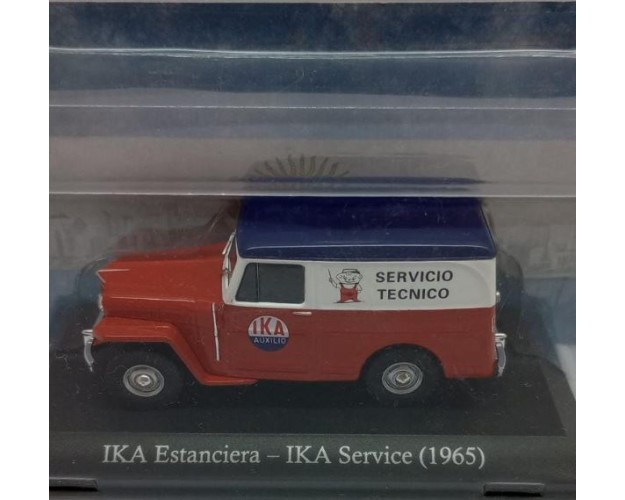 SERVICIO
TECNICO
IKA
AUXILIO
IKA Estanciera – IKA Service (1965)